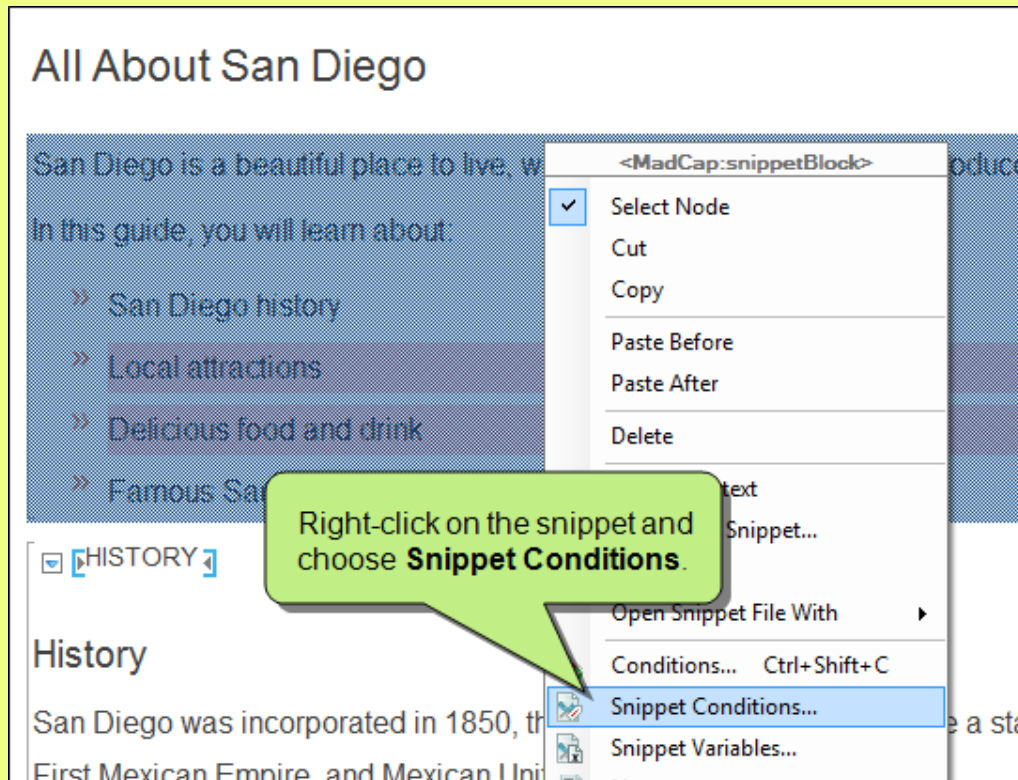 All About San Diego
San Diego is a beautiful place to live, w
In this guide, you will learn about:
» San Diego history
» Local attractions
» Delicious food and drink
» Famous Sa
HISTORY
History
San Diego was incorporated in 1850, th
a sta
First Mexican Empire, and Mexican Uni
<MadCap:snippetBlock>
Select Node
Cut
Copy
Paste Before
Paste After
Delete
text
Snippet...
Open Snippet File With
Conditions... Ctrl+Shift+C
Snippet Conditions...
Snippet Variables...
Right-click on the snippet and
choose Snippet Conditions.